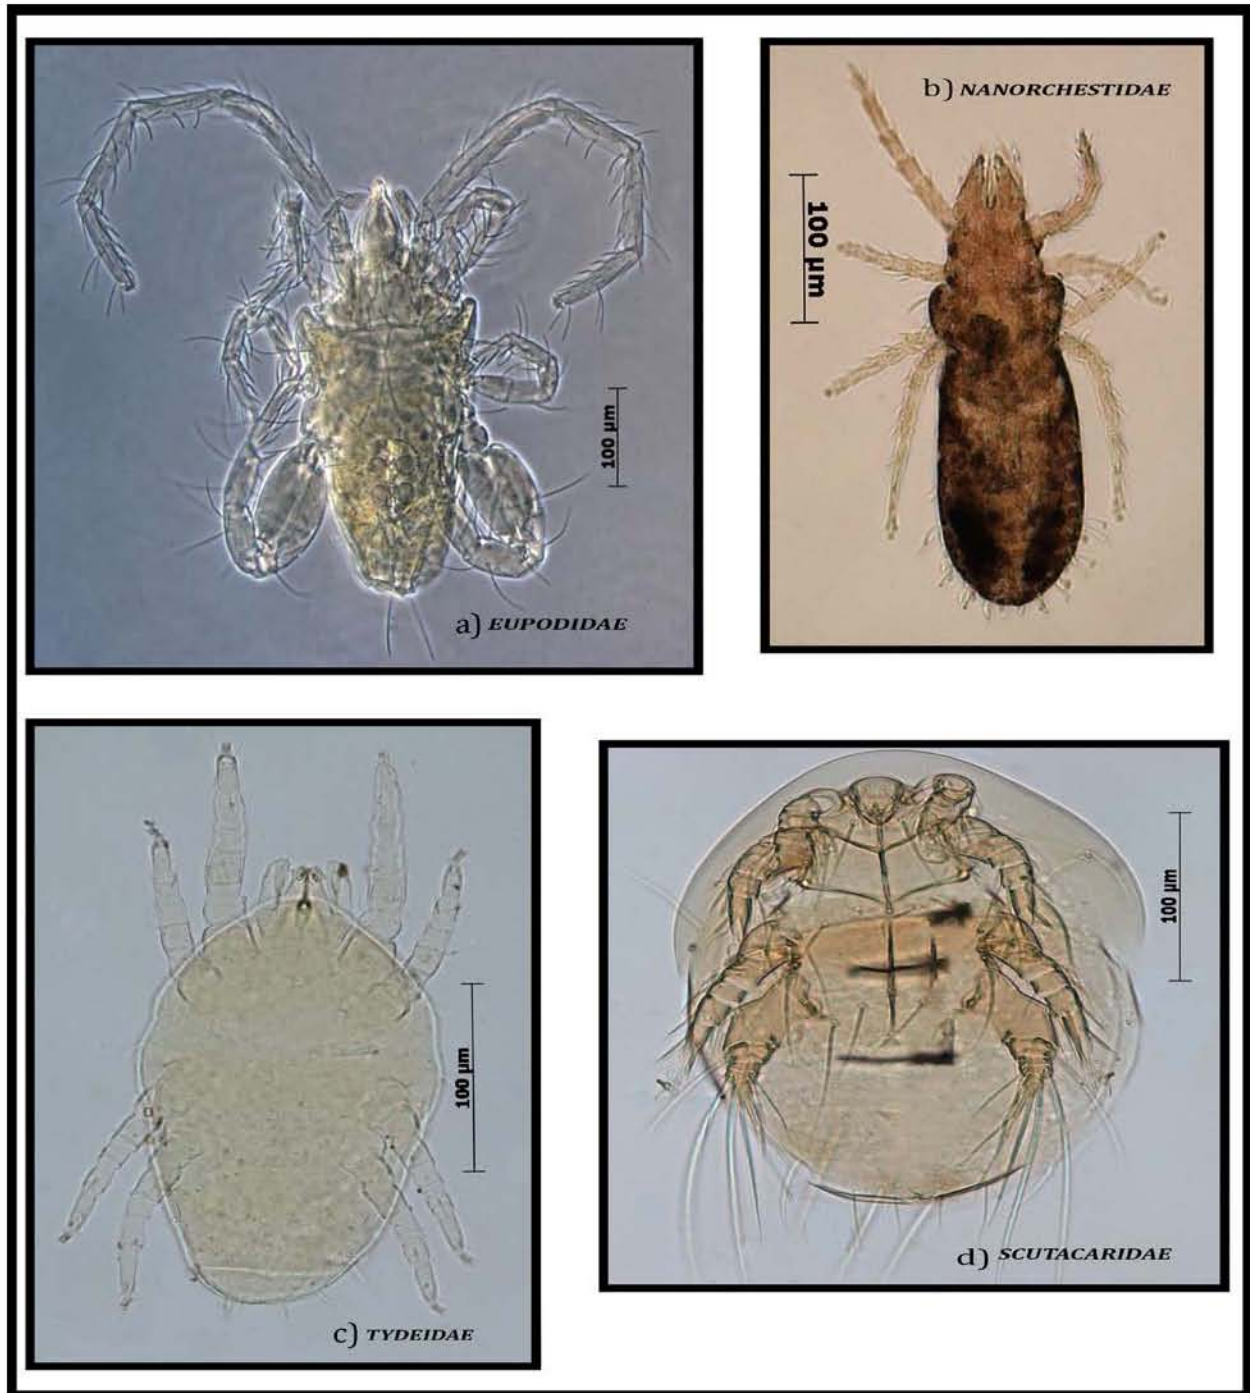 a) EUPODIDAE
100 µm
b) NANORCHESTIDAE
100 µm
c) TYDEIDAE
100 µm
d) SCUTACARIDAE
100 µm